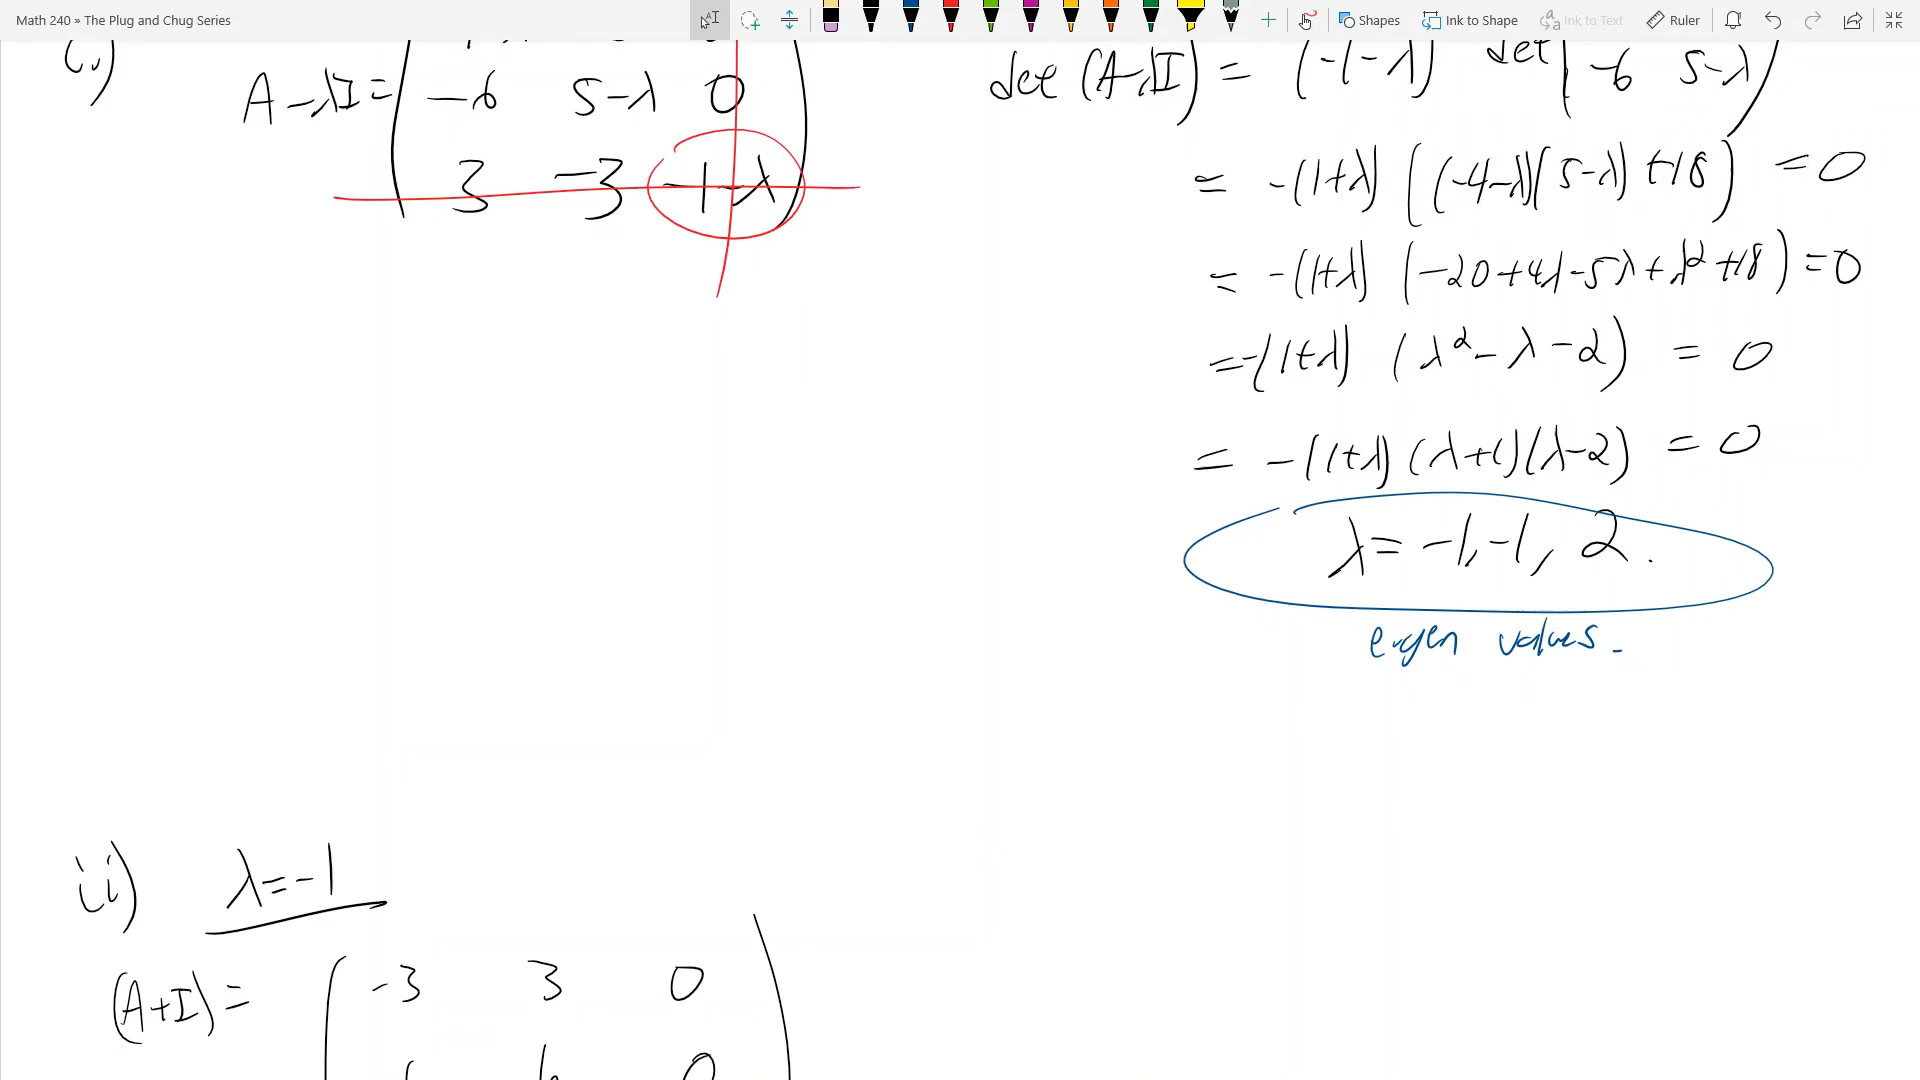 Math 240 » The Plug and Chug Series
Shapes
Ink to Shape
Ink to Text
Ruler
A-λI=
-6 5-λ 0
3 -3 -1-λ
det (A-λI) = (-1-λ) det
-6 5-λ
= -(1+λ) ((-4-λ)(5-λ) +18) = 0
= -(1+λ) (-20+4λ-5λ+λ²+18) = 0
= -(1+λ) (λ²-λ-2) = 0
= -(1+λ) (λ+1)(λ-2) = 0
λ= -1,-1, 2.
eigen values.
ii) λ=-1
(A+I)=
-3 3 0